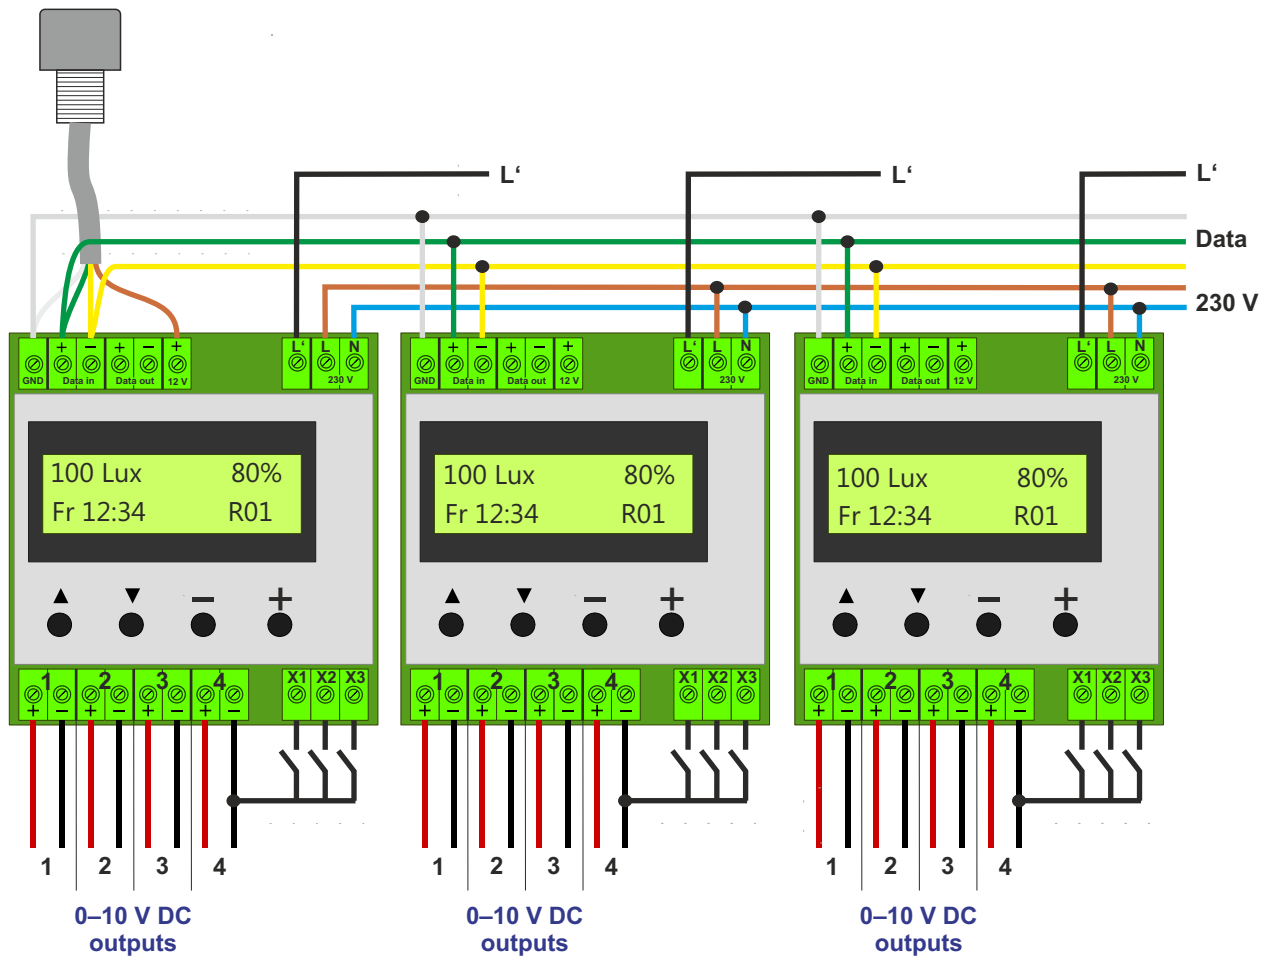 L‘ L‘ L‘
Data
230 V
L‘ L N L‘ L N L‘ L N
+ − + − + + − + − + + − + − +
GND Data in Data out 12 V 230 V GND Data in Data out 12 V 230 V GND Data in Data out 12 V 230 V
100 Lux 80% 100 Lux 80% 100 Lux 80%
Fr 12:34 R01 Fr 12:34 R01 Fr 12:34 R01
▲ ▼ − + ▲ ▼ − + ▲ ▼ − +
1 2 3 4 X1 X2 X3 1 2 3 4 X1 X2 X3 1 2 3 4 X1 X2 X3
+ − + − + − + − + − + − + − + − + − + − + − + −
1 2 3 4 1 2 3 4 1 2 3 4
0–10 V DC 0–10 V DC 0–10 V DC
outputs outputs outputs